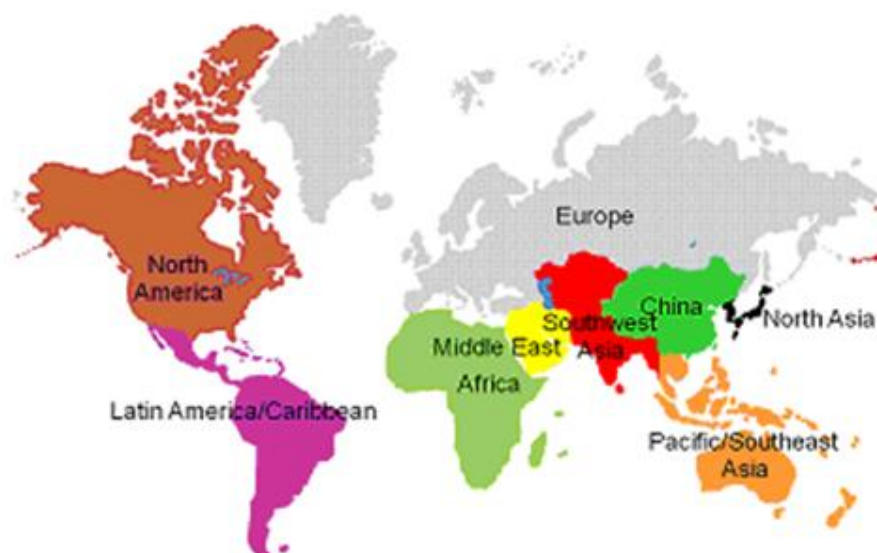 Europe
North
America
China
North Asia
Southwest
Asia
Middle East
Africa
Latin America/Caribbean
Pacific/Southeast
Asia